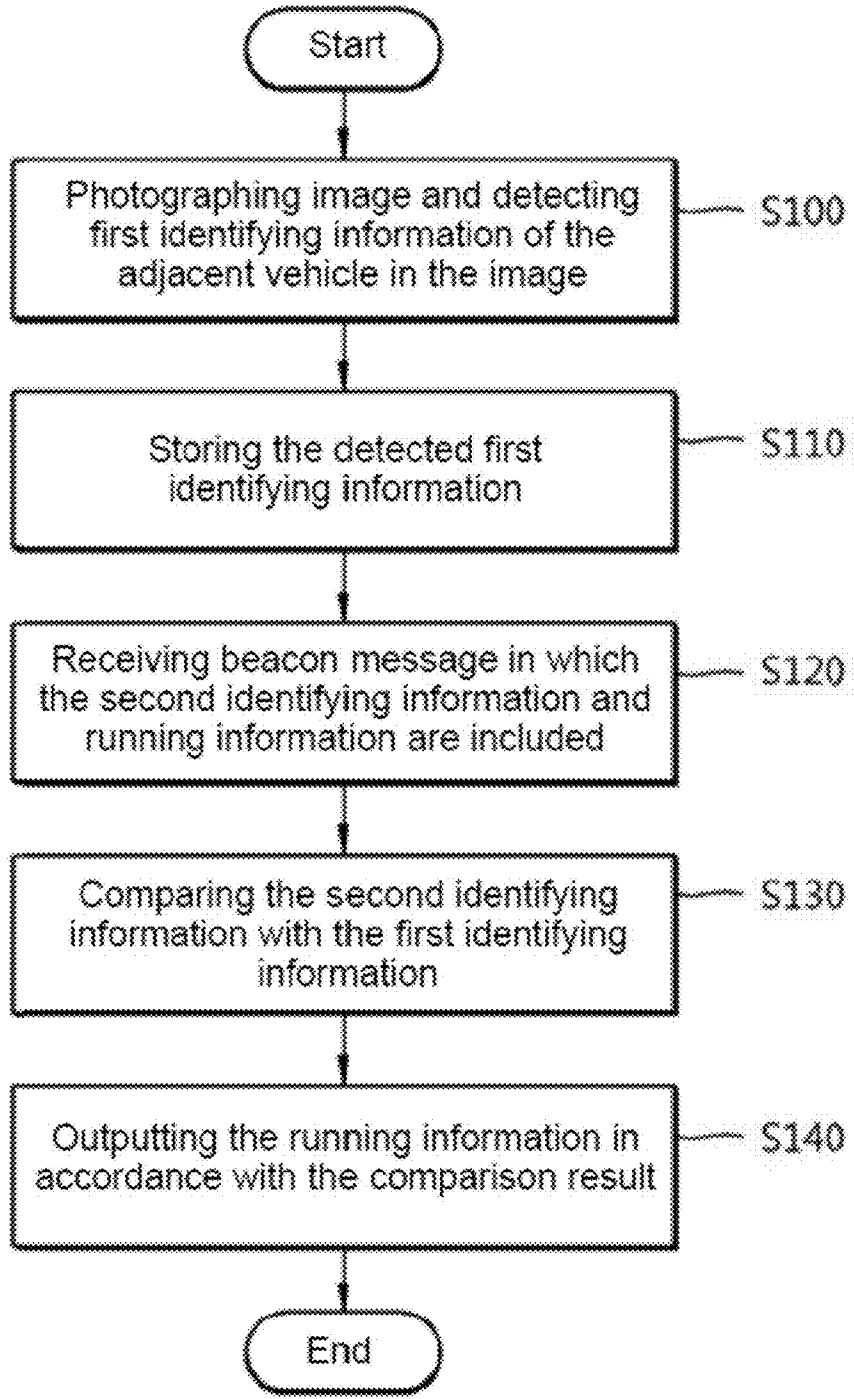 Start
Photographing image and detecting
first identifying information of the
adjacent vehicle in the image
S100
Storing the detected first
identifying information
S110
Receiving beacon message in which
the second identifying information and
running information are included
S120
Comparing the second identifying
information with the first identifying
information
S130
Outputting the running information in
accordance with the comparison result
S140
End